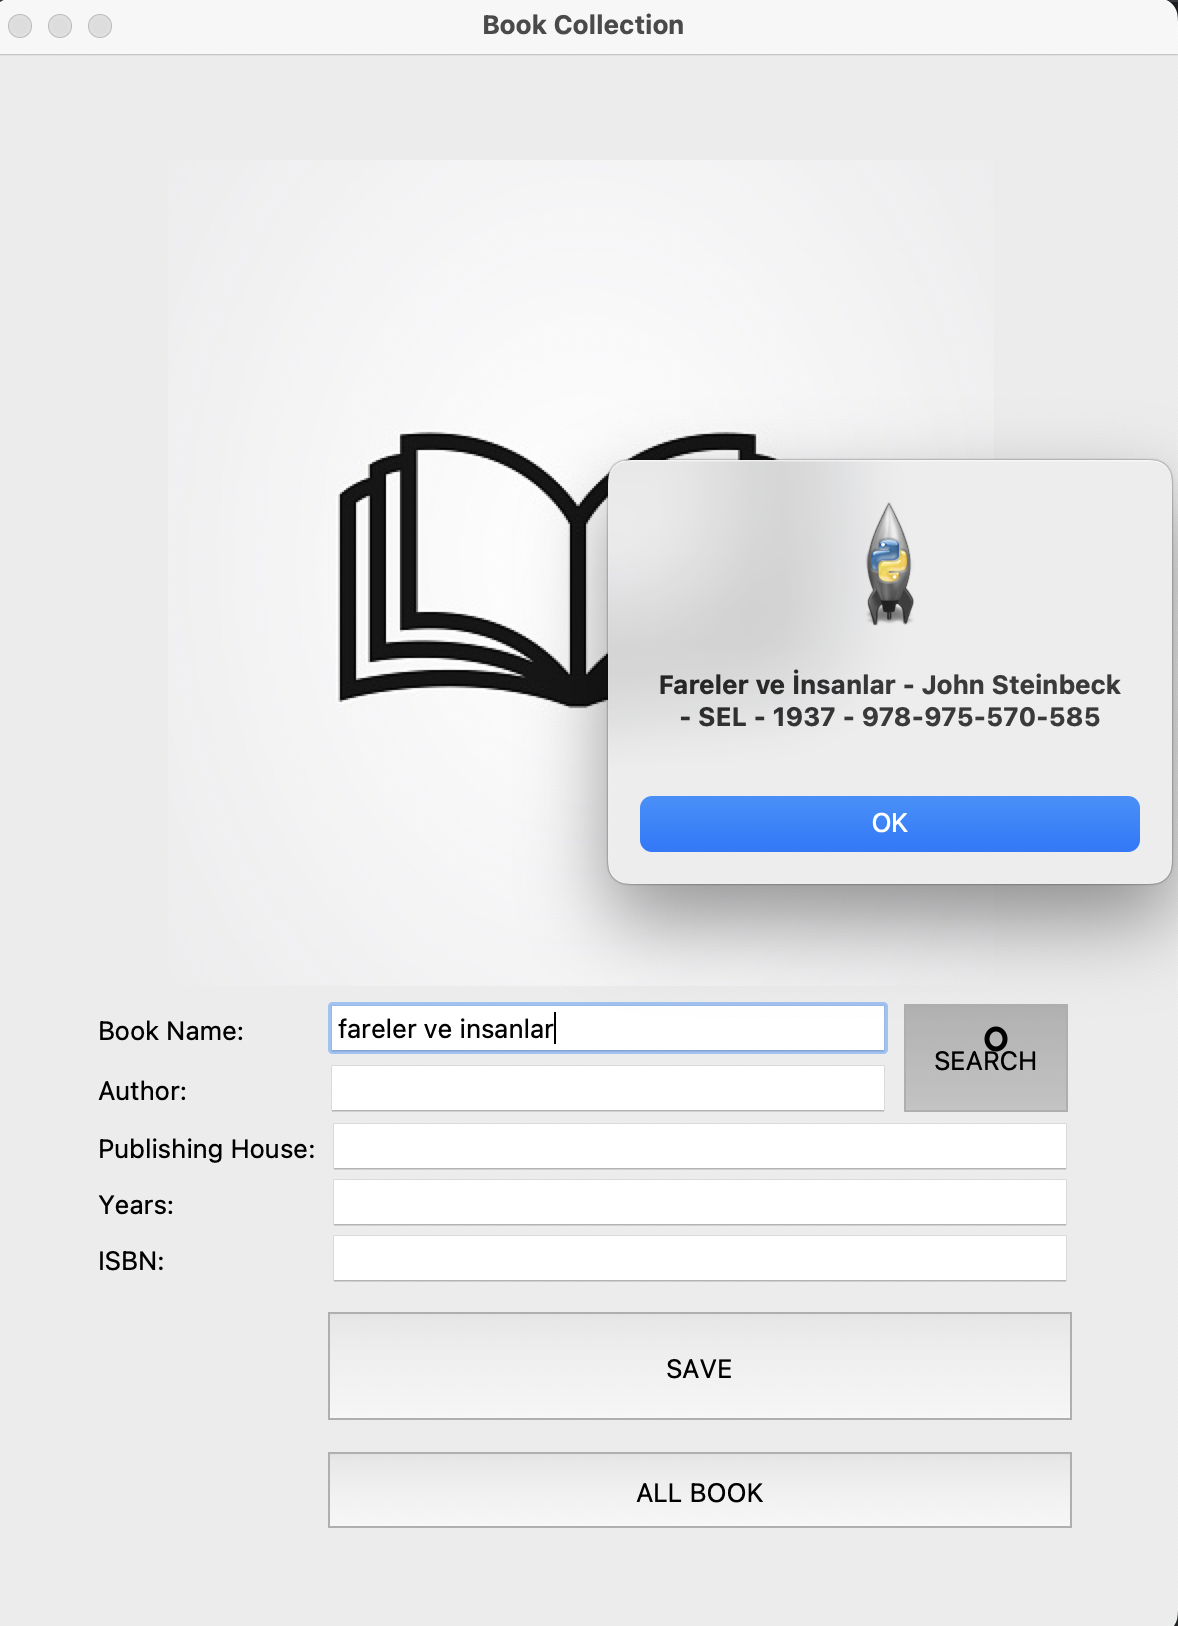 Book Collection
Fareler ve İnsanlar - John Steinbeck
- SEL - 1937 - 978-975-570-585
OK
Book Name:
fareler ve insanlar
SEARCH
Author:
Publishing House:
Years:
ISBN:
SAVE
ALL BOOK